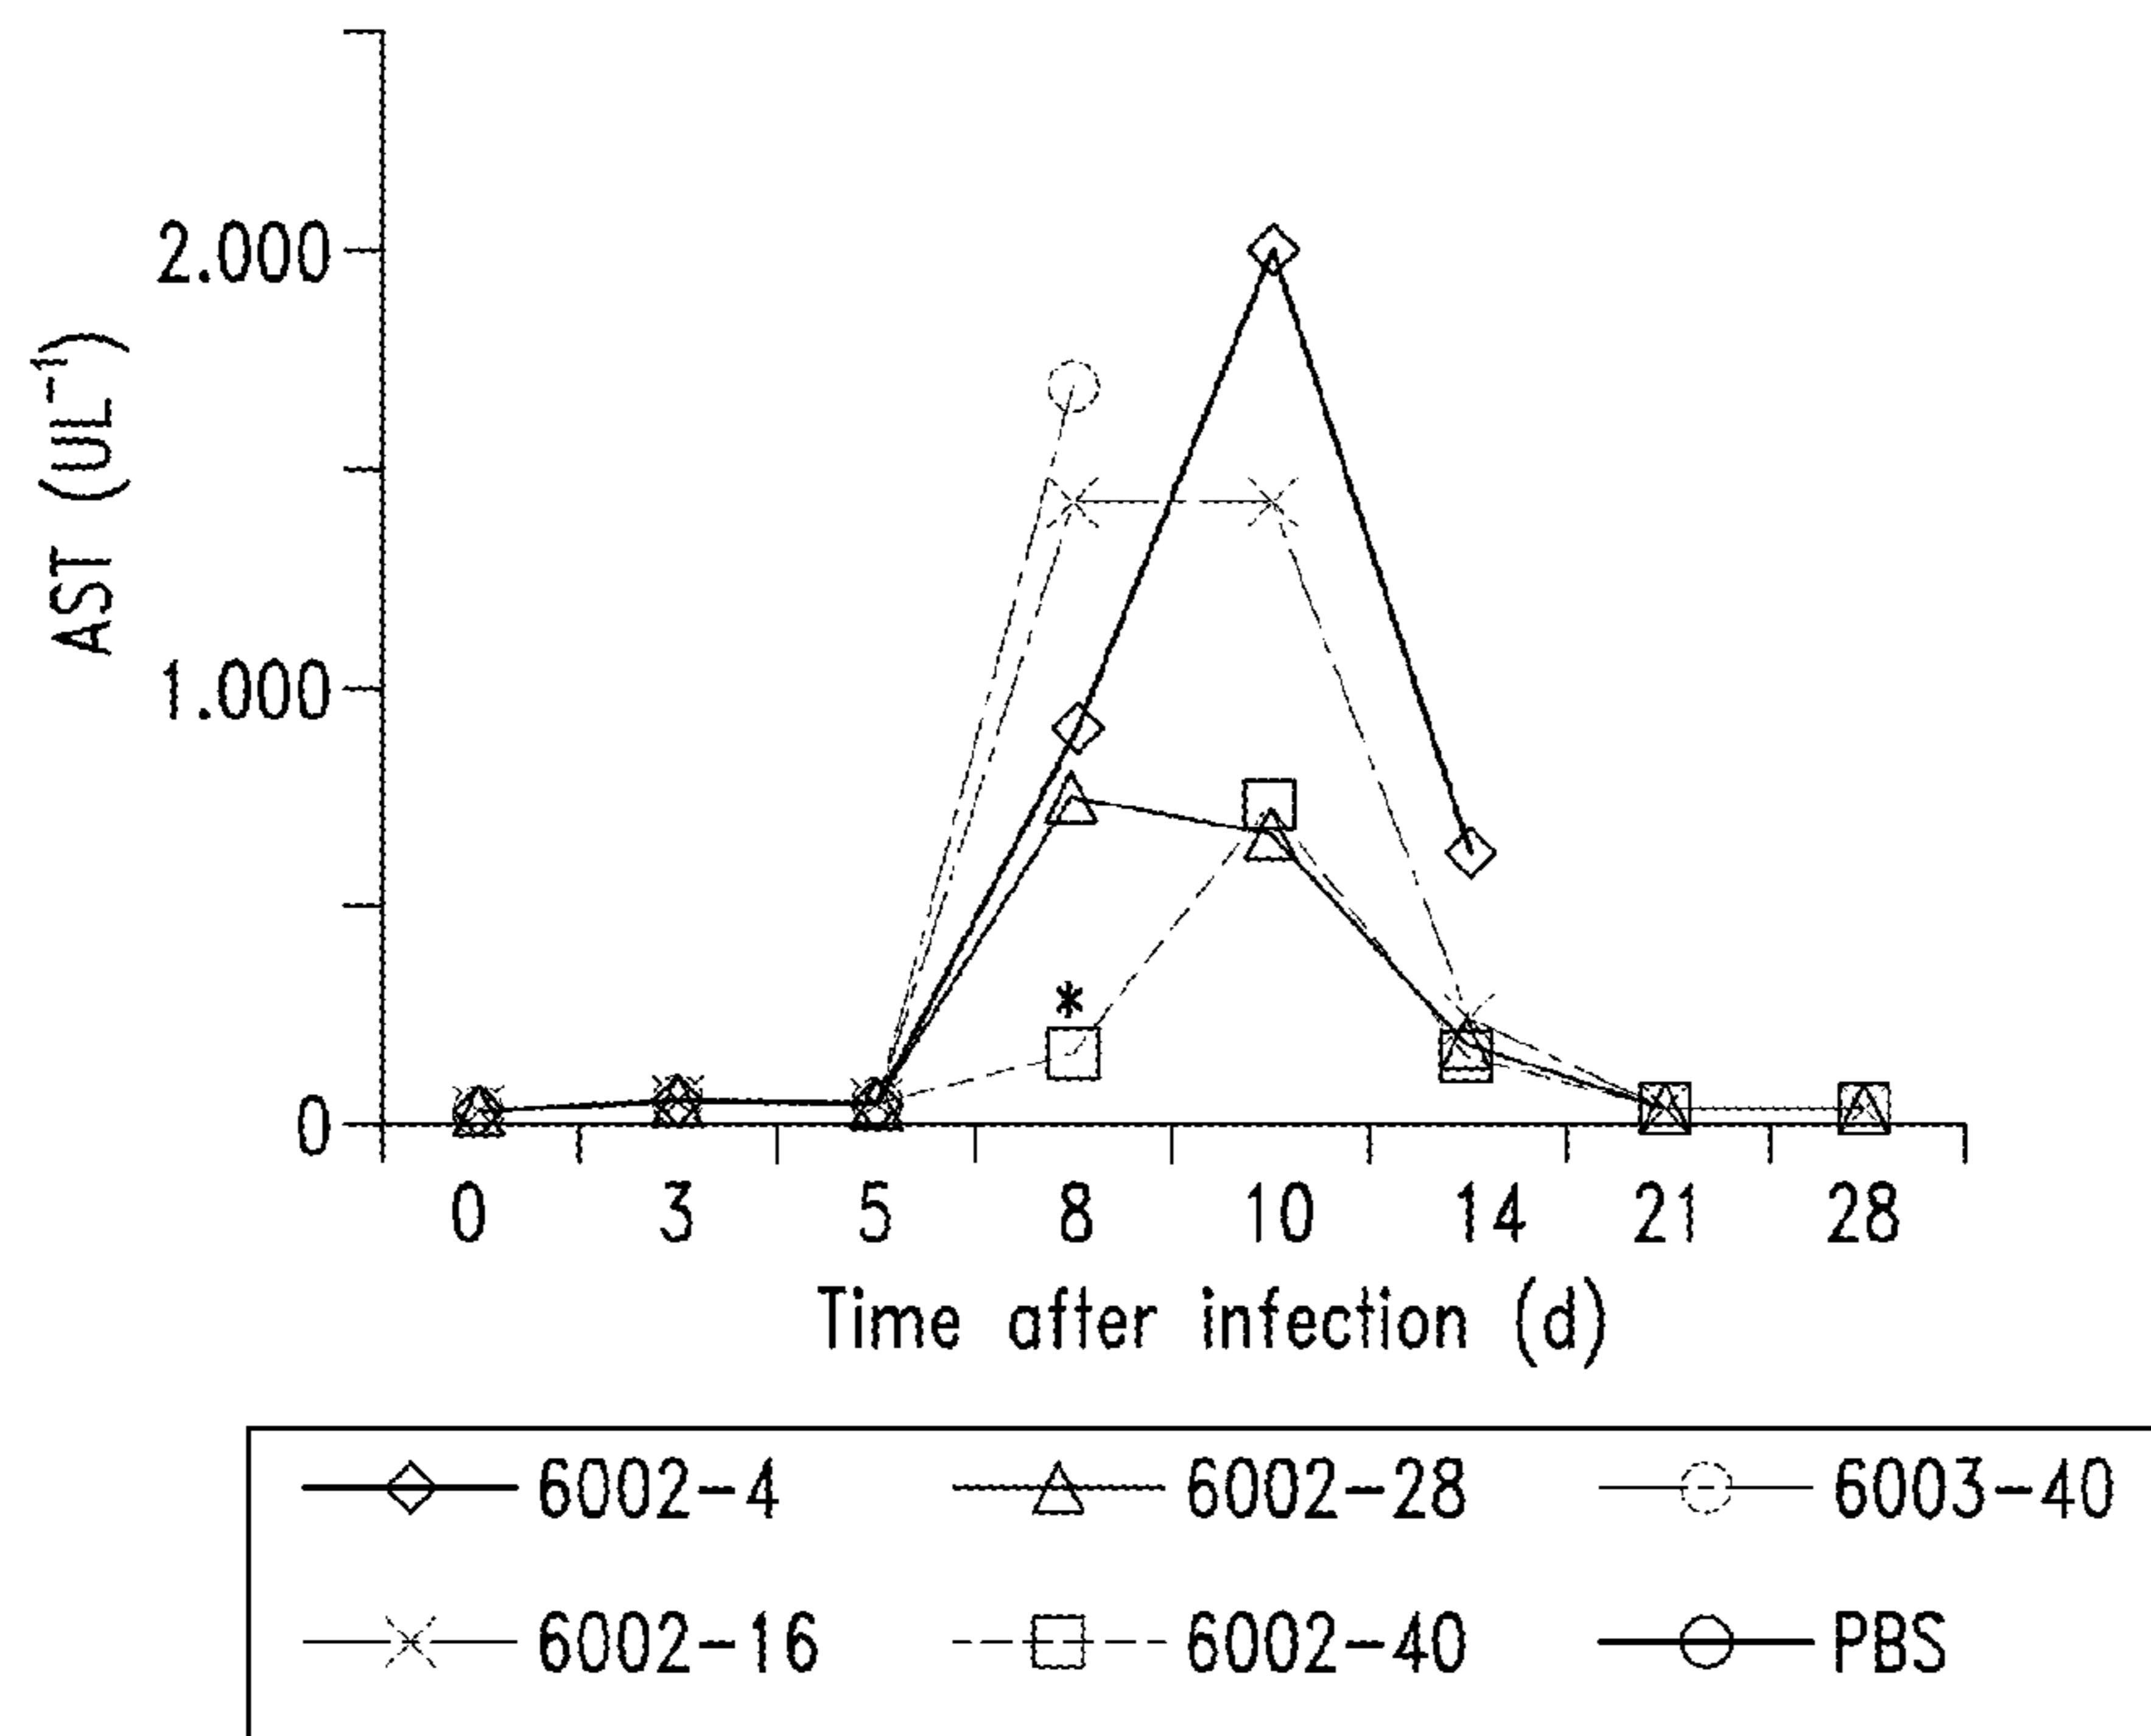 2.000
1.000
0
AST (UL⁻¹)
*
0 3 5 8 10 14 21 28
Time after infection (d)
6002-4 6002-28 6003-40
6002-16 6002-40 PBS